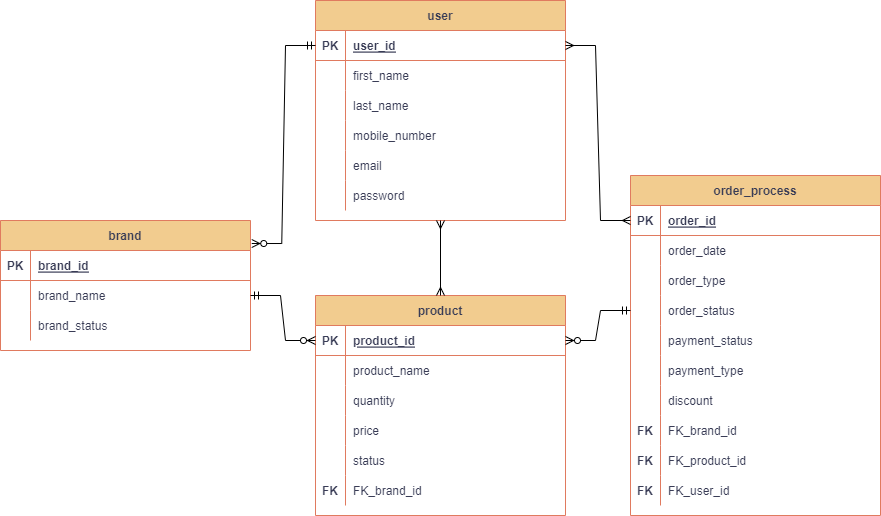 user
PK user_id
first_name
last_name
mobile_number
email
password
order_process
PK order_id
order_date
order_type
order_status
payment_status
payment_type
discount
FK FK_brand_id
FK FK_product_id
FK FK_user_id
brand
PK brand_id
brand_name
brand_status
product
PK product_id
product_name
quantity
price
status
FK FK_brand_id